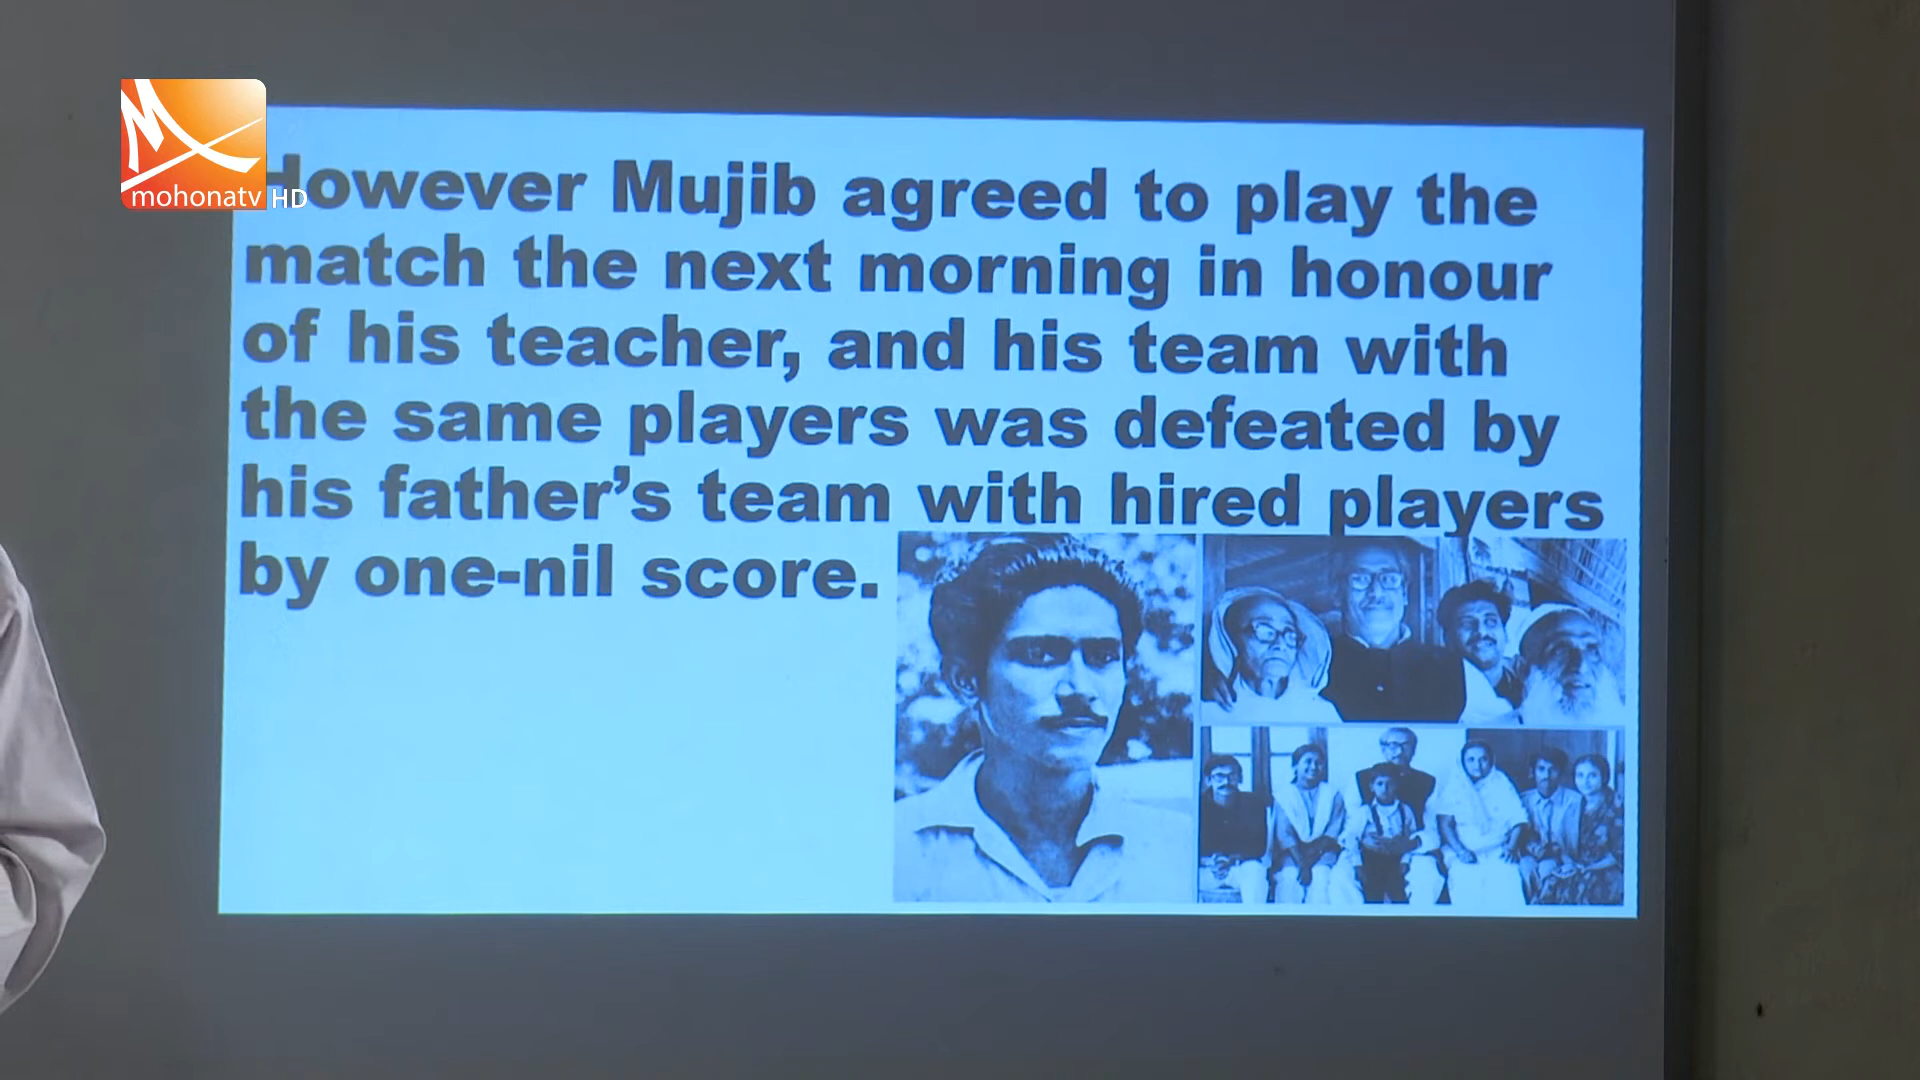 mohonatv HD
However Mujib agreed to play the
match the next morning in honour
of his teacher, and his team with
the same players was defeated by
his father's team with hired players
by one-nil score.